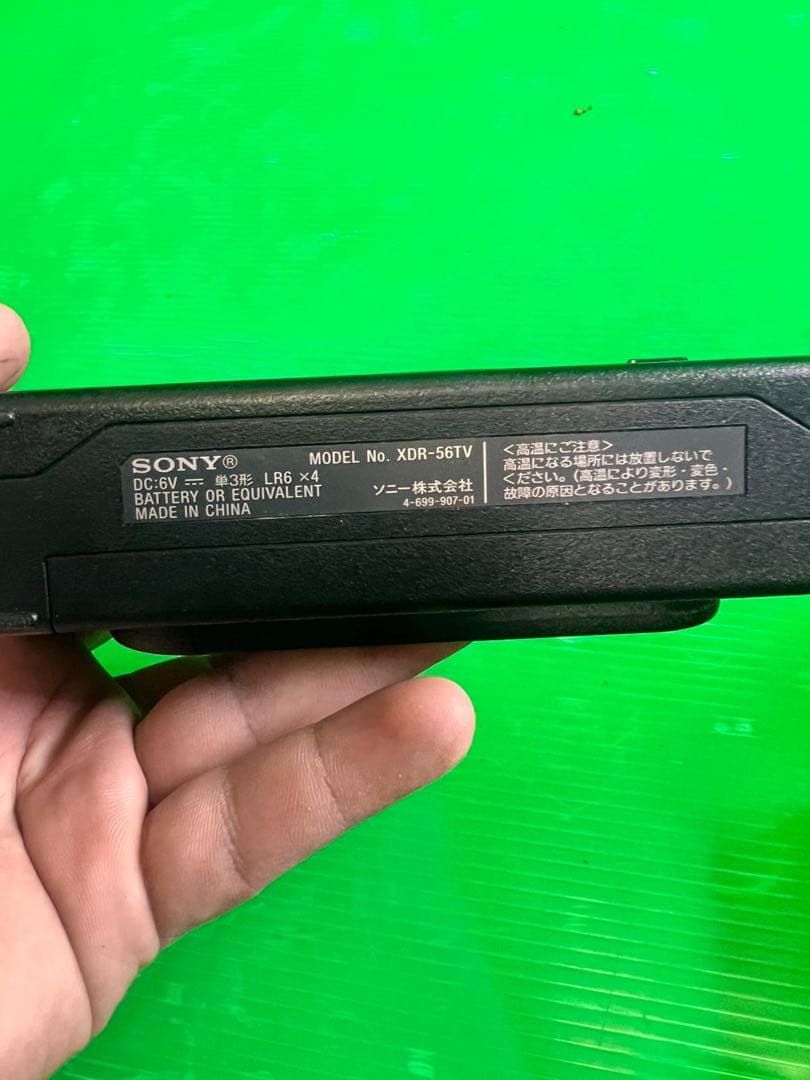 SONY®
DC:6V ⎓ 単3形 LR6 ×4
BATTERY OR EQUIVALENT
MADE IN CHINA
MODEL No. XDR-56TV
ソニー株式会社
4-699-907-01
<高温にご注意>
高温になる場所には放置しないで
ください。(高温により変形・変色・
故障の原因となることがあります。)